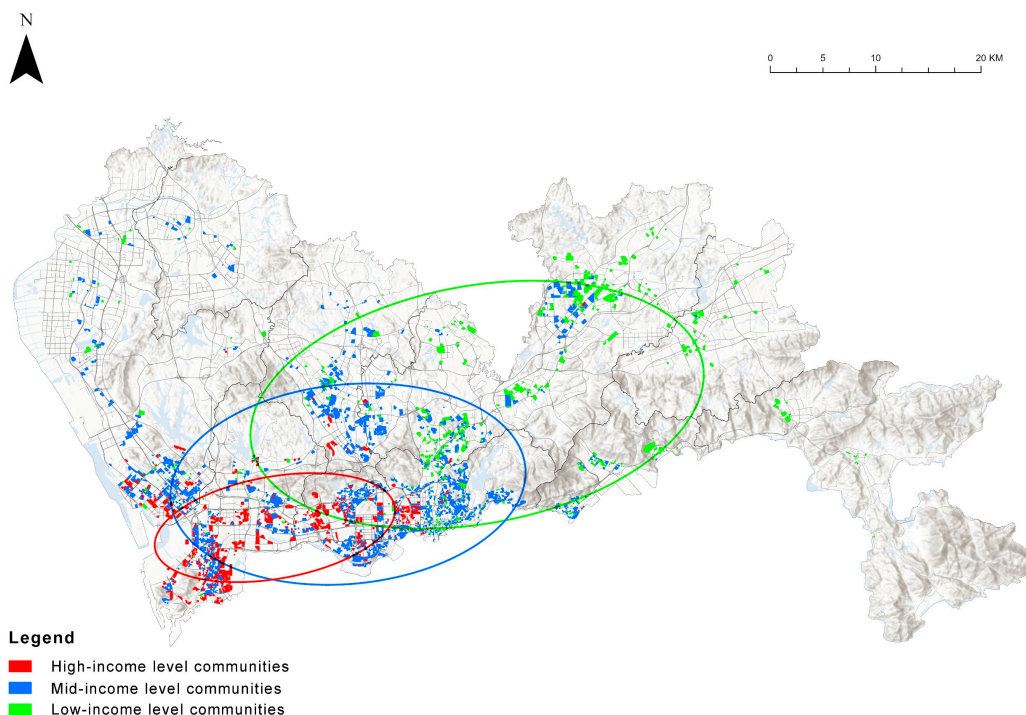 N
0 5 10 20 KM
Legend
High-income level communities
Mid-income level communities
Low-income level communities